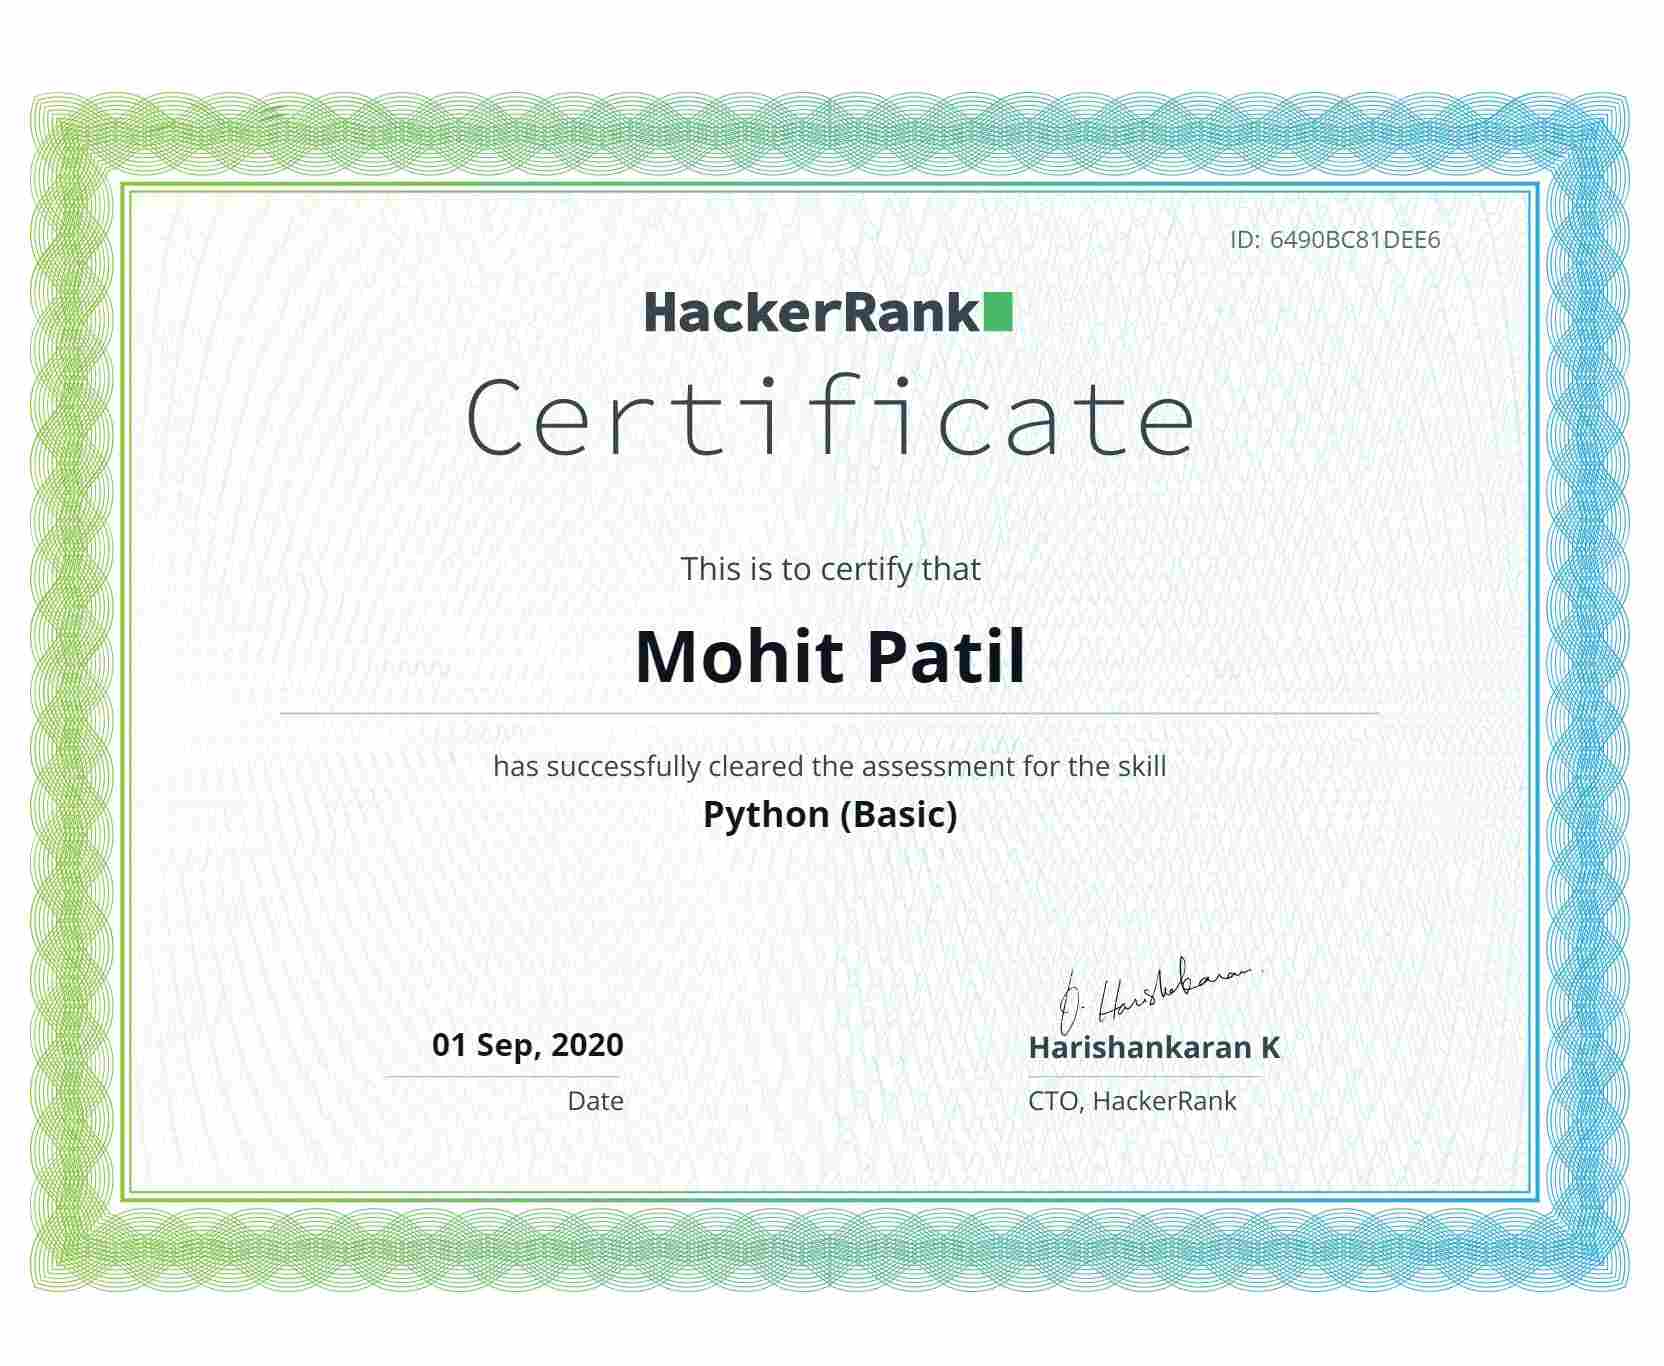 ID: 6490BC81DEE6
HackerRank
Certificate
This is to certify that
Mohit Patil
has successfully cleared the assessment for the skill
Python (Basic)
O. Harishankaran
01 Sep, 2020
Harishankaran K
Date
CTO, HackerRank